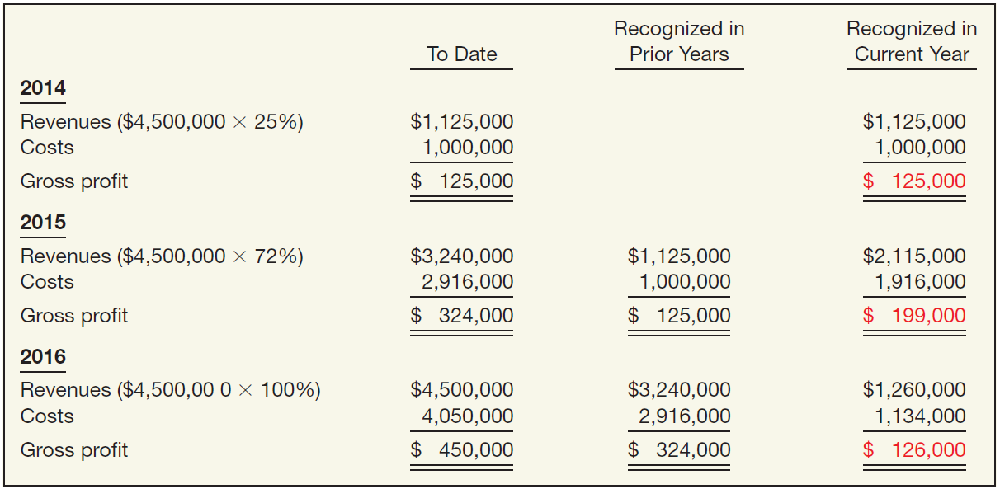 Recognized in Recognized in
To Date Prior Years Current Year
2014
Revenues ($4,500,000 × 25%) $1,125,000 $1,125,000
Costs 1,000,000 1,000,000
Gross profit $ 125,000 $ 125,000
2015
Revenues ($4,500,000 × 72%) $3,240,000 $1,125,000 $2,115,000
Costs 2,916,000 1,000,000 1,916,000
Gross profit $ 324,000 $ 125,000 $ 199,000
2016
Revenues ($4,500,00 0 × 100%) $4,500,000 $3,240,000 $1,260,000
Costs 4,050,000 2,916,000 1,134,000
Gross profit $ 450,000 $ 324,000 $ 126,000